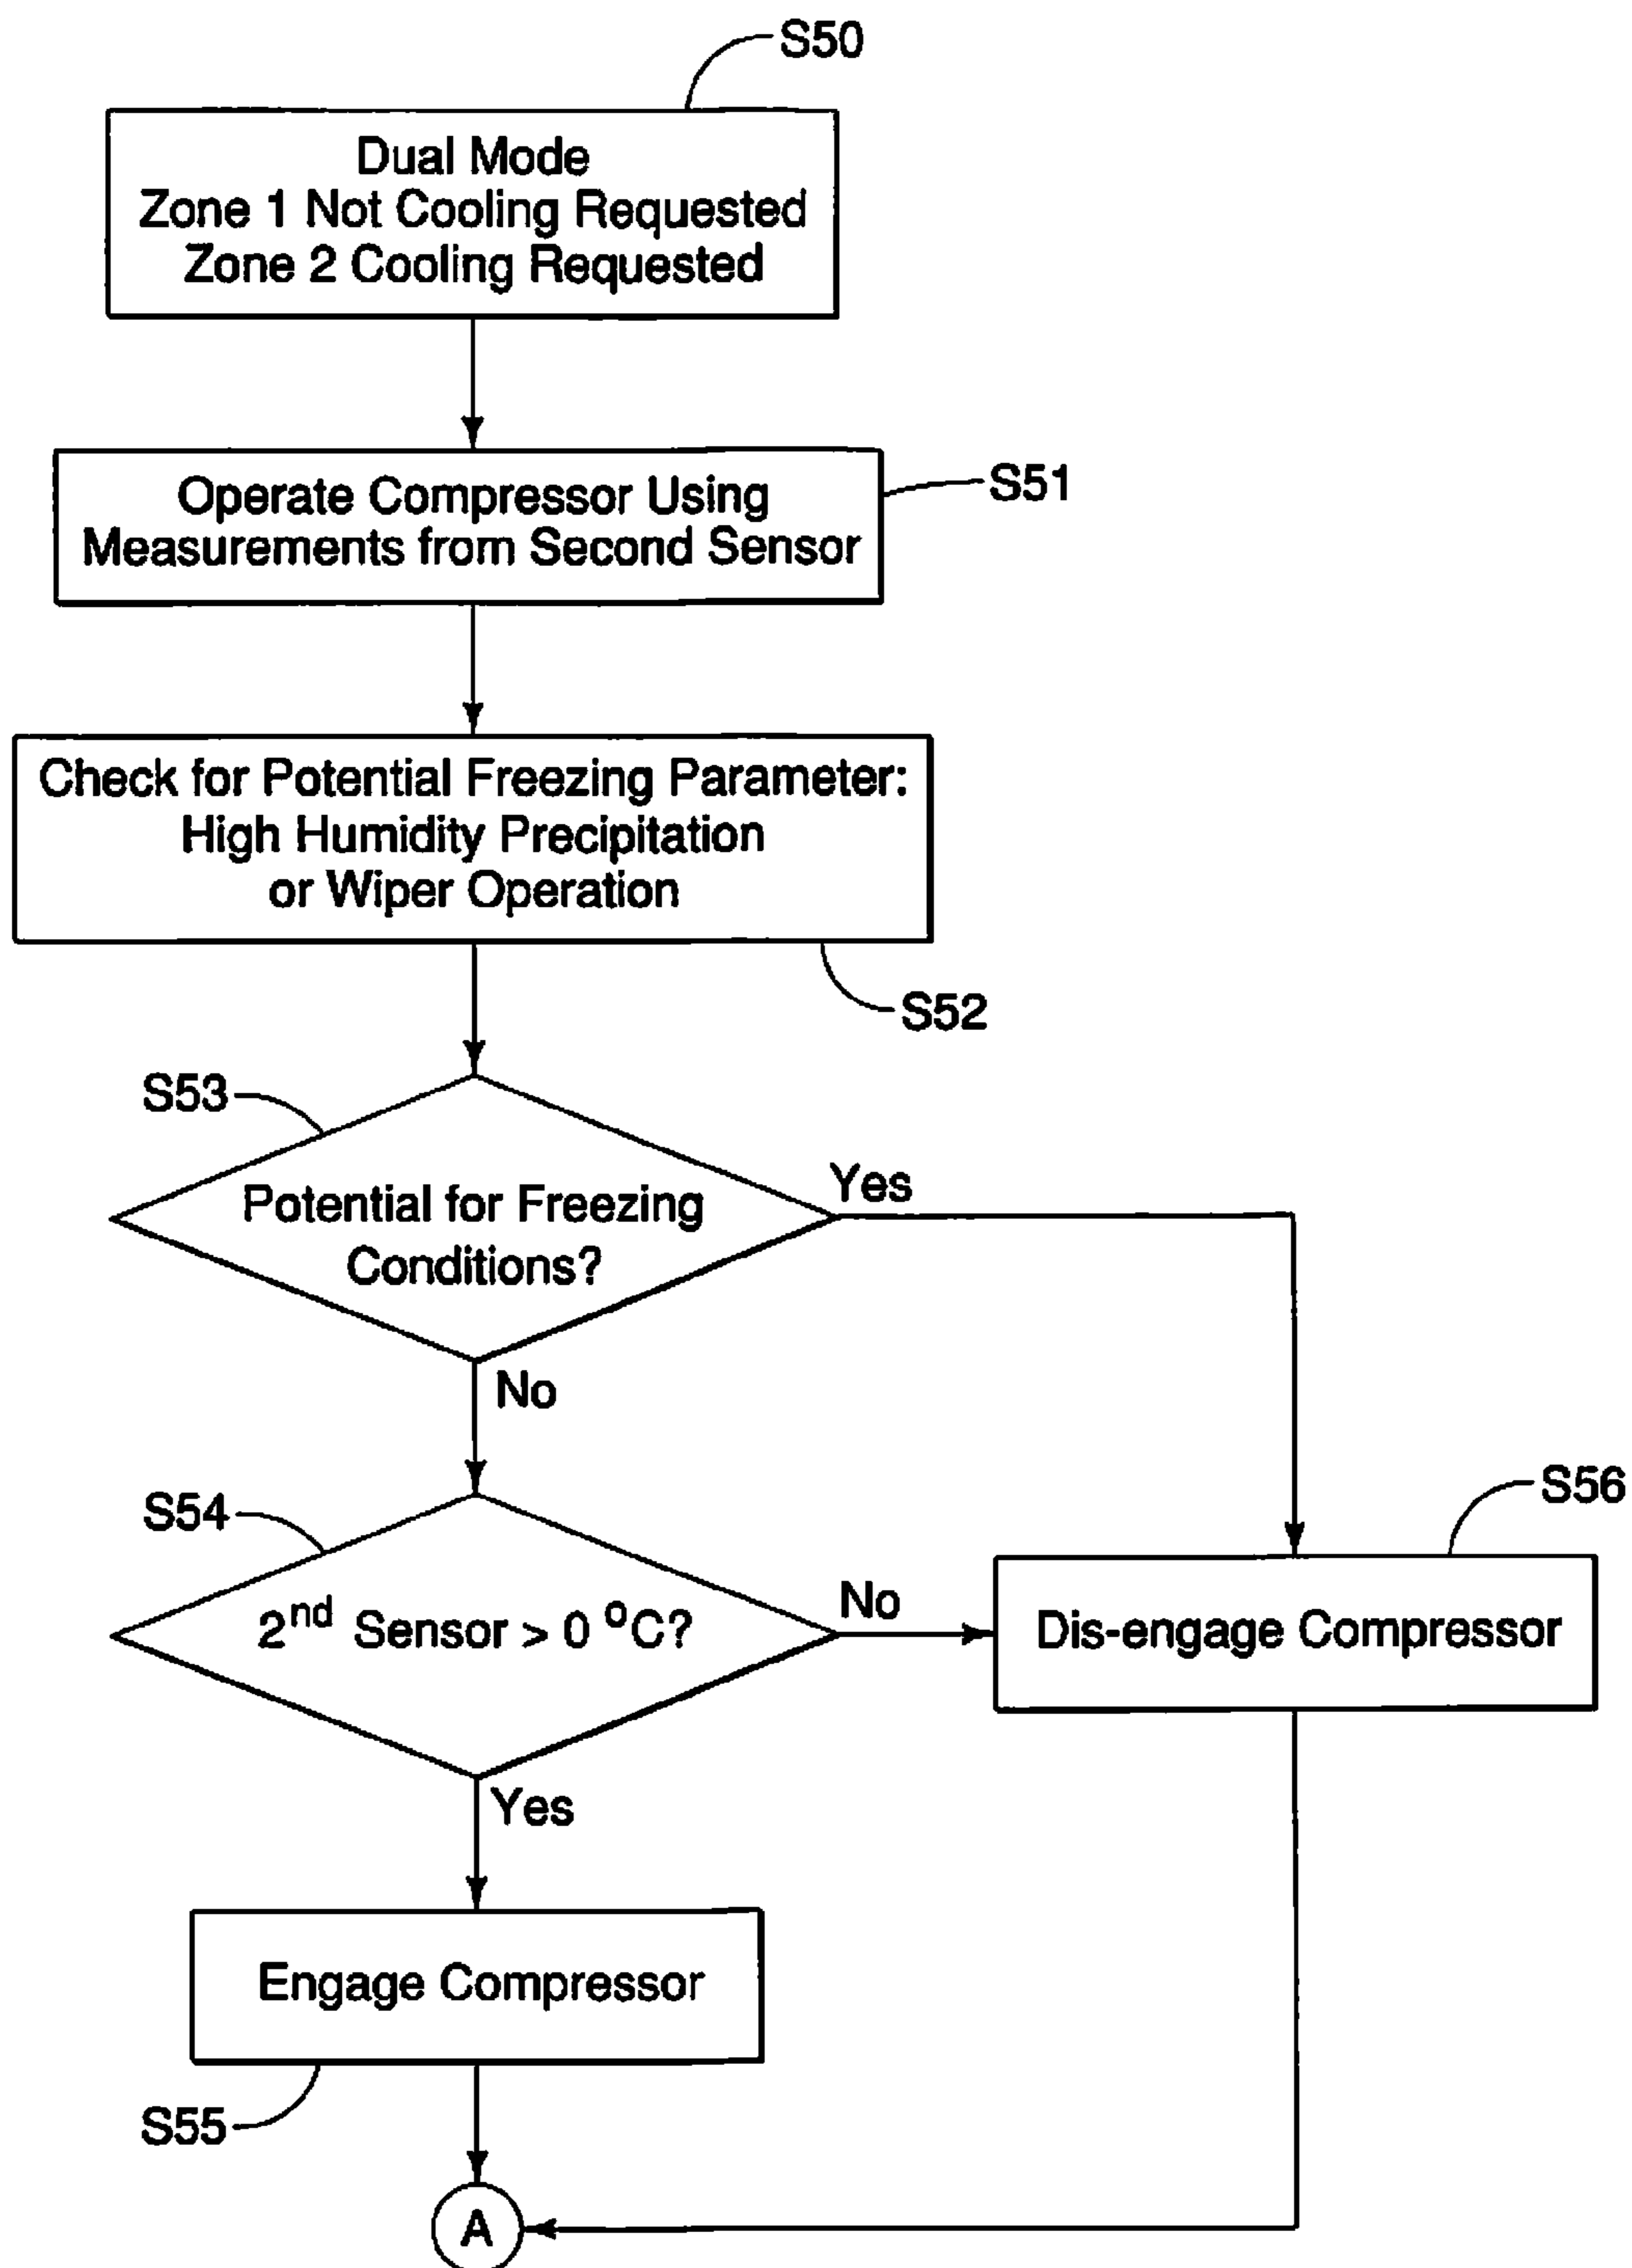 S50
Dual Mode
Zone 1 Not Cooling Requested
Zone 2 Cooling Requested
S51
Operate Compressor Using
Measurements from Second Sensor
Check for Potential Freezing Parameter:
High Humidity Precipitation
or Wiper Operation
S52
S53
Potential for Freezing
Conditions?
Yes
No
S54
2nd Sensor > 0 °C?
No
S56
Dis-engage Compressor
Yes
Engage Compressor
S55
A